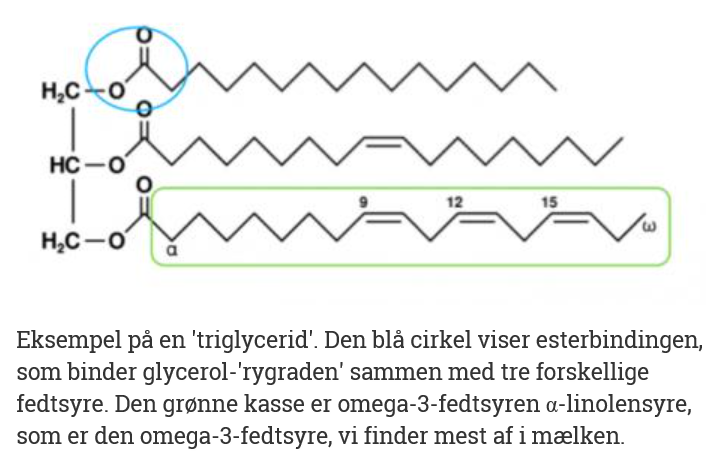 O
H₂C—O
O
HC—O
O
9 12 15
H₂C—O
α
ω
Eksempel på en 'triglycerid'. Den blå cirkel viser esterbindingen,
som binder glycerol-'rygraden' sammen med tre forskellige
fedtsyre. Den grønne kasse er omega-3-fedtsyren α-linolensyre,
som er den omega-3-fedtsyre, vi finder mest af i mælken.